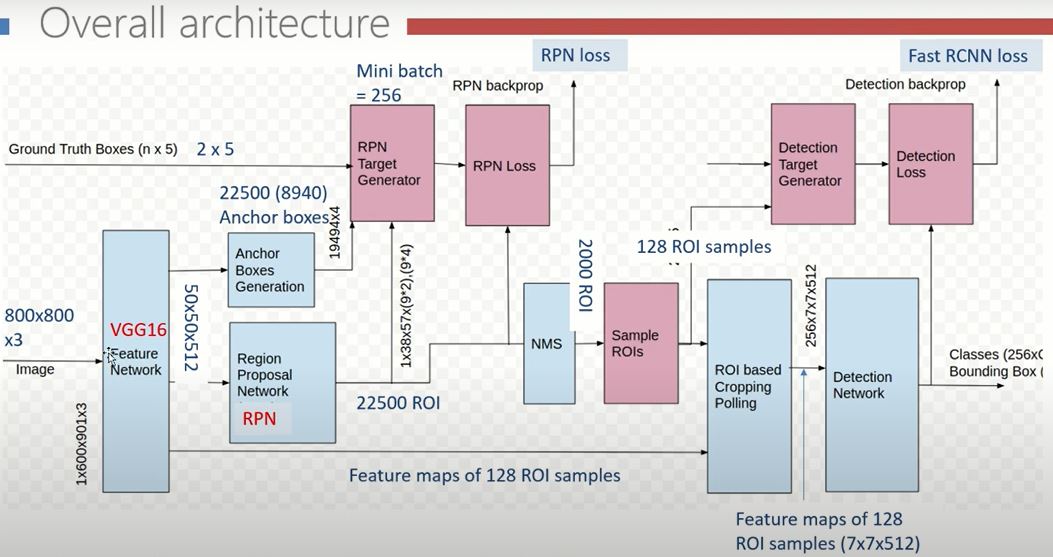 Overall architecture
RPN loss
Fast RCNN loss
Mini batch
= 256
RPN backprop
Detection backprop
Ground Truth Boxes (n x 5)
2 x 5
RPN
Target
Generator
RPN Loss
Detection
Target
Generator
Detection
Loss
22500 (8940)
Anchor boxes
19494x4
1x38x57x(9*2),(9*4)
Anchor
Boxes
Generation
2000 ROI
128 ROI samples
256x7x7x512
800x800
x3
Image
VGG16
Feature
Network
50x50x512
1x600x901x3
Region
Proposal
Network
RPN
22500 ROI
NMS
Sample
ROIs
ROI based
Cropping
Polling
Detection
Network
Classes (256x
Bounding Box (
Feature maps of 128 ROI samples
Feature maps of 128
ROI samples (7x7x512)